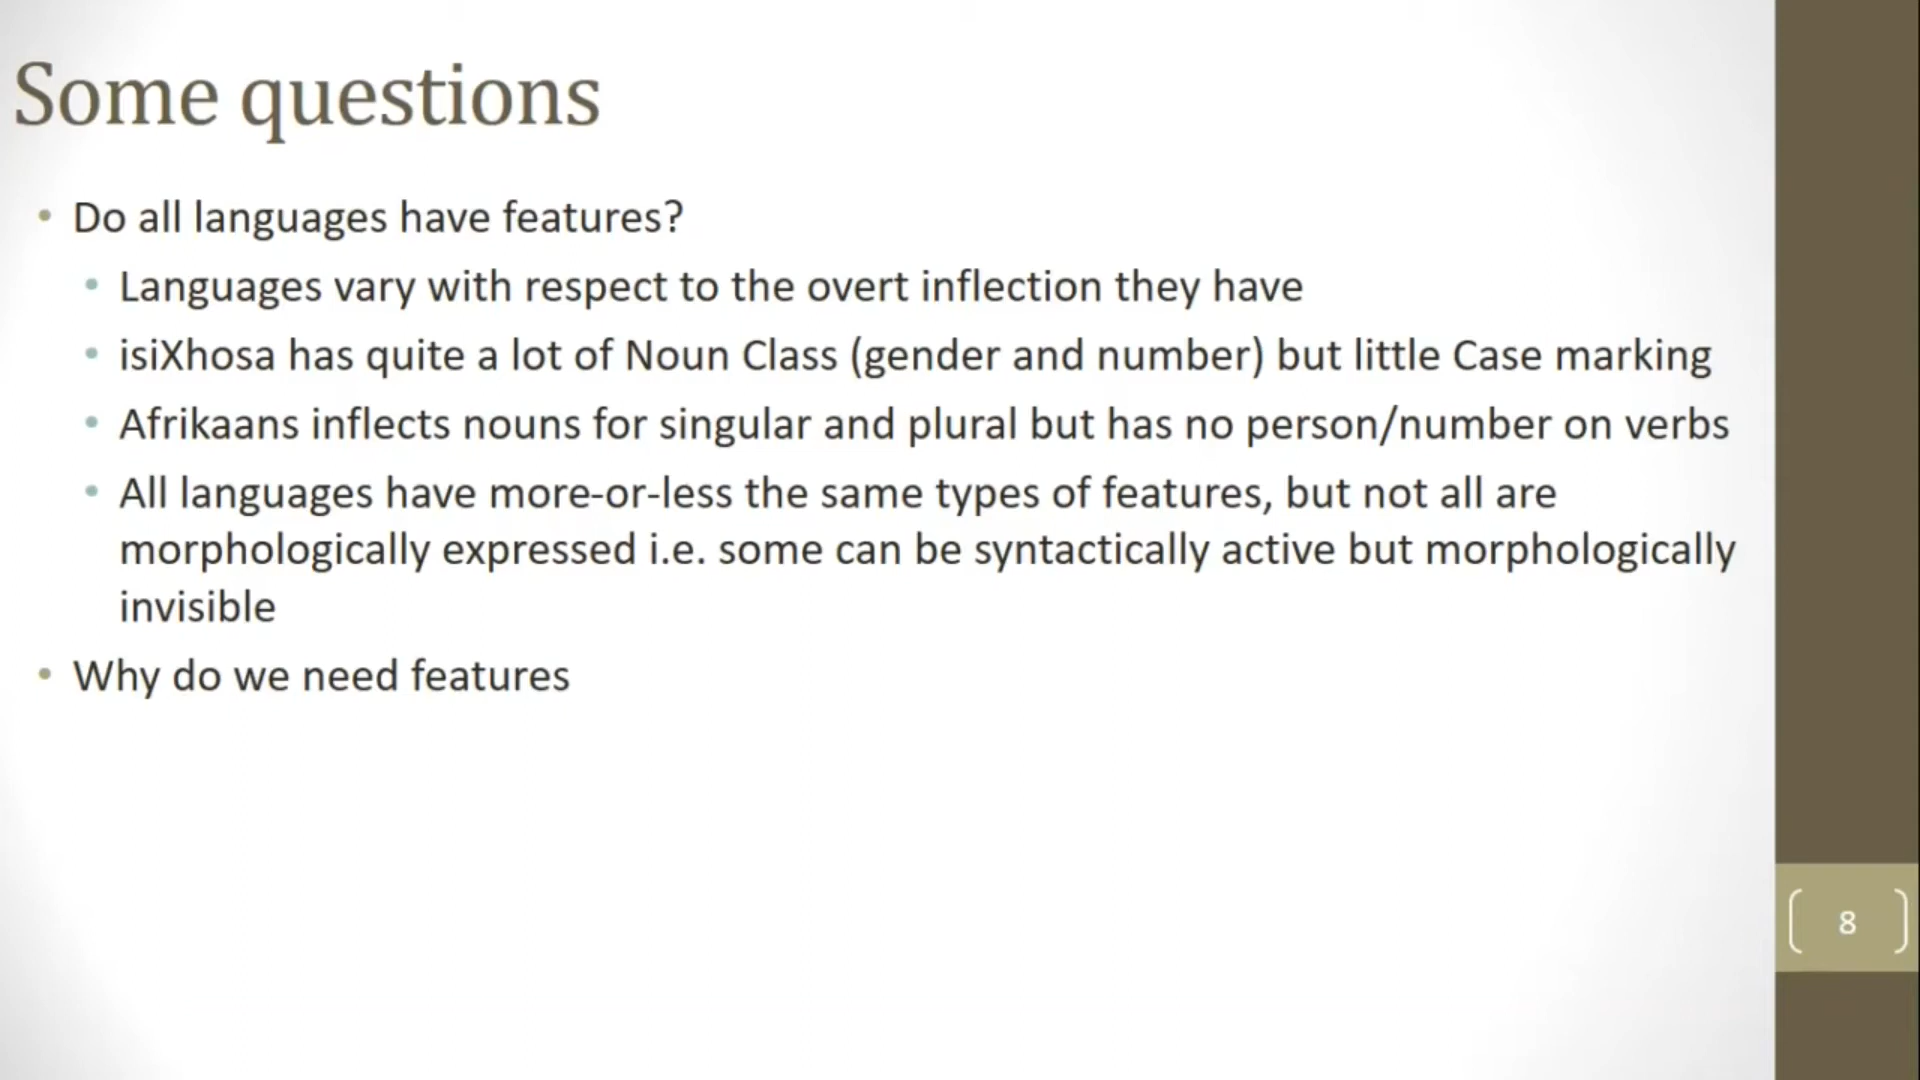 Some questions
• Do all languages have features?
• Languages vary with respect to the overt inflection they have
• isiXhosa has quite a lot of Noun Class (gender and number) but little Case marking
• Afrikaans inflects nouns for singular and plural but has no person/number on verbs
• All languages have more-or-less the same types of features, but not all are
morphologically expressed i.e. some can be syntactically active but morphologically
invisible
• Why do we need features
8